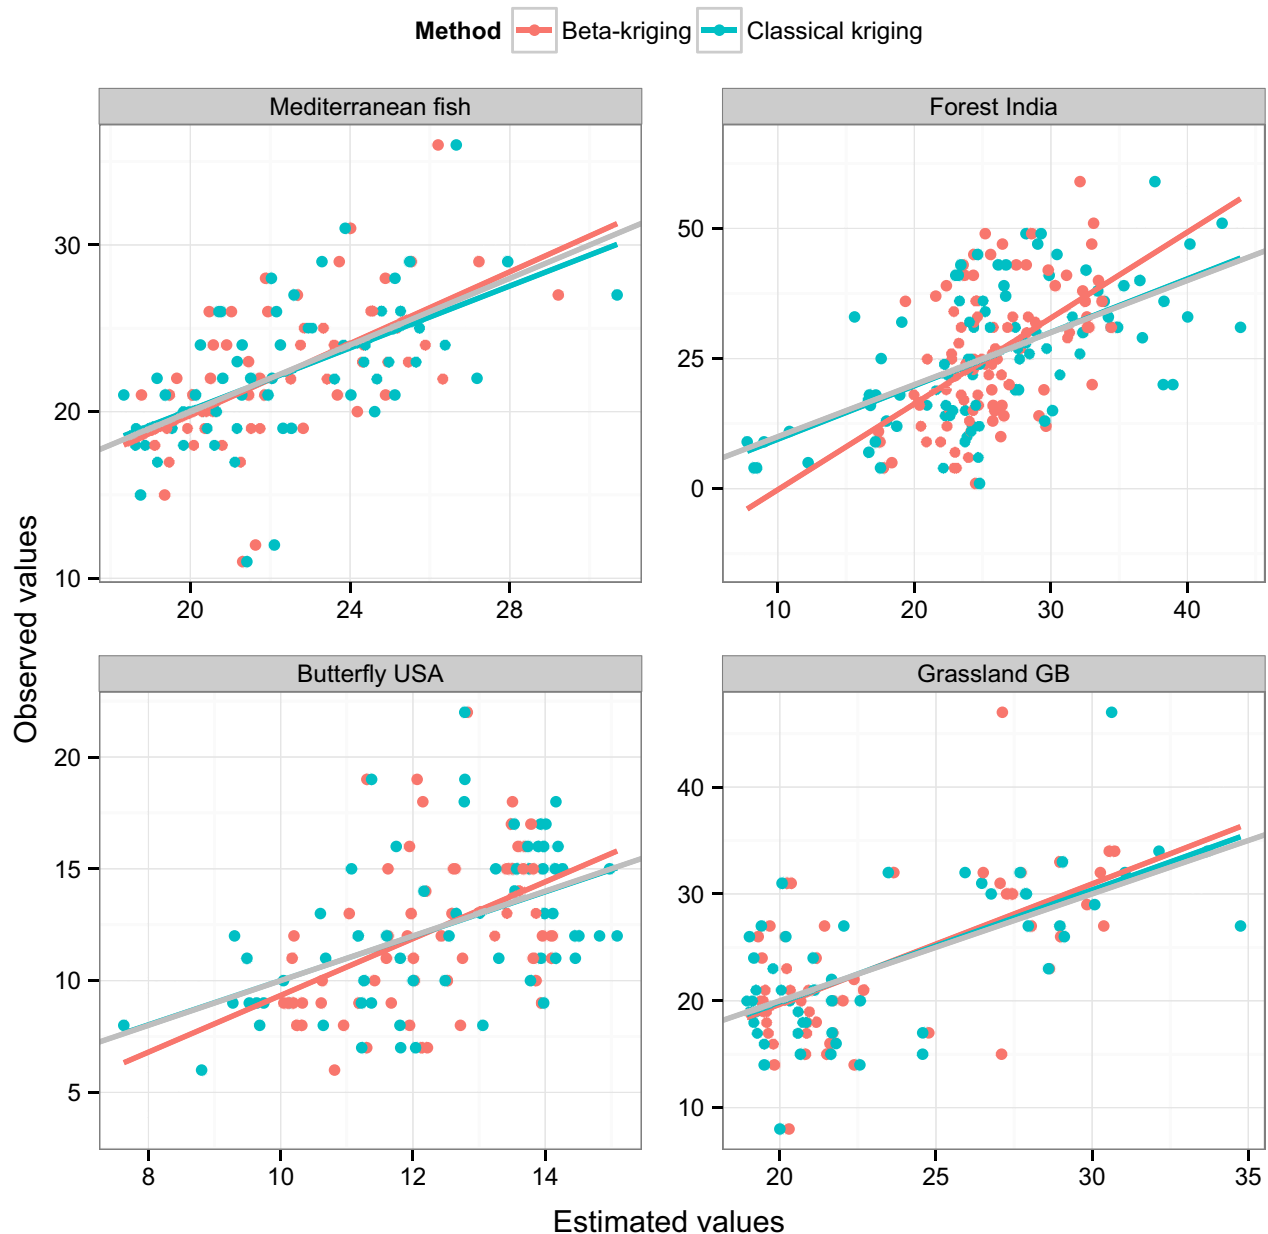 Method Beta-kriging Classical kriging
Mediterranean fish
Forest India
30
20
10
20 24 28
50
25
0
10 20 30 40
Observed values
Butterfly USA
Grassland GB
20
15
10
5
8 10 12 14
40
30
20
10
20 25 30 35
Estimated values